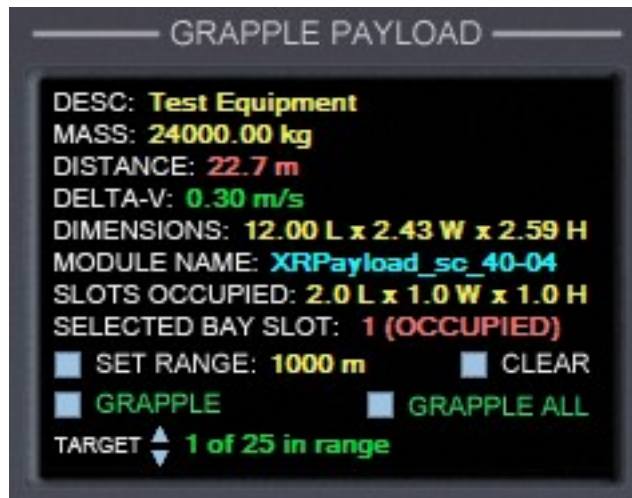 GRAPPLE PAYLOAD
DESC: Test Equipment
MASS: 24000.00 kg
DISTANCE: 22.7 m
DELTA-V: 0.30 m/s
DIMENSIONS: 12.00 L x 2.43 W x 2.59 H
MODULE NAME: XRPayload_sc_40-04
SLOTS OCCUPIED: 2.0 L x 1.0 W x 1.0 H
SELECTED BAY SLOT: 1 (OCCUPIED)
SET RANGE: 1000 m CLEAR
GRAPPLE GRAPPLE ALL
TARGET 1 of 25 in range